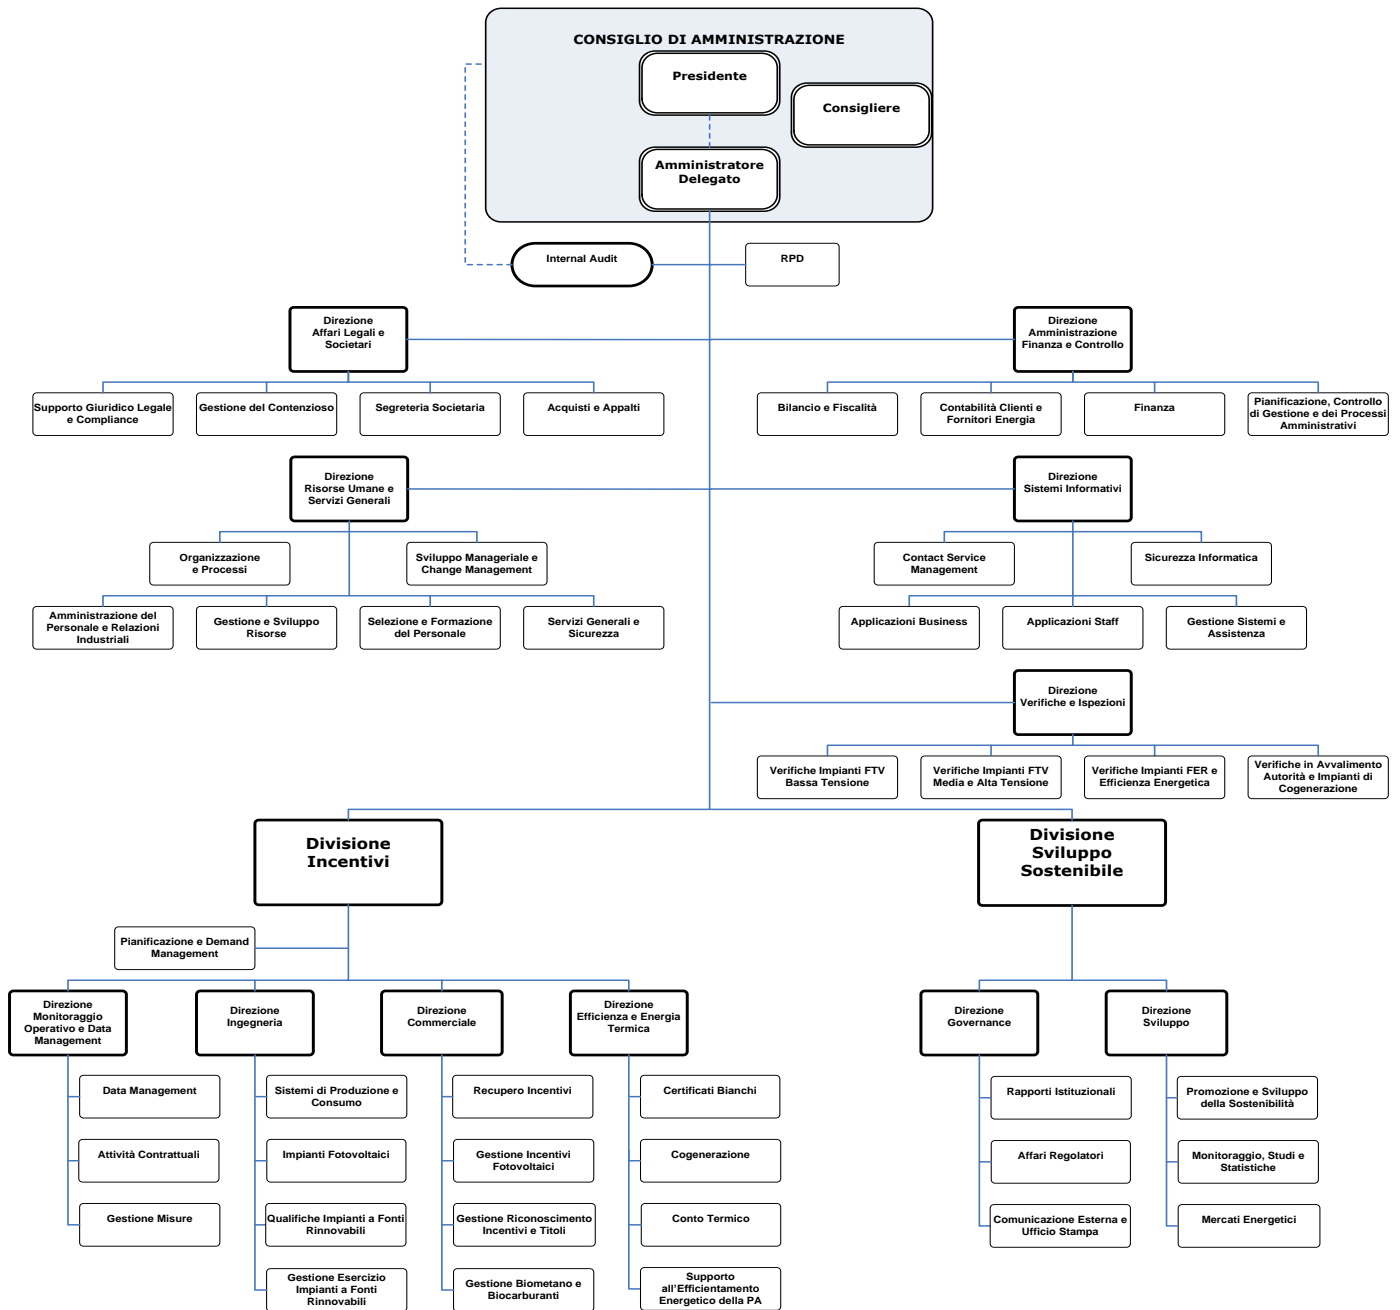 CONSIGLIO DI AMMINISTRAZIONE
Presidente
Consigliere
Amministratore
Delegato
Internal Audit
RPD
Direzione
Affari Legali e
Societari
Direzione
Amministrazione
Finanza e Controllo
Supporto Giuridico Legale
e Compliance
Gestione del Contenzioso
Segreteria Societaria
Acquisti e Appalti
Bilancio e Fiscalità
Contabilità Clienti e
Fornitori Energia
Finanza
Pianificazione, Controllo
di Gestione e dei Processi
Amministrativi
Direzione
Risorse Umane e
Servizi Generali
Direzione
Sistemi Informativi
Organizzazione
e Processi
Sviluppo Manageriale e
Change Management
Contact Service
Management
Sicurezza Informatica
Amministrazione del
Personale e Relazioni
Industriali
Gestione e Sviluppo
Risorse
Selezione e Formazione
del Personale
Servizi Generali e
Sicurezza
Applicazioni Business
Applicazioni Staff
Gestione Sistemi e
Assistenza
Direzione
Verifiche e Ispezioni
Verifiche Impianti FTV
Bassa Tensione
Verifiche Impianti FTV
Media e Alta Tensione
Verifiche Impianti FER e
Efficienza Energetica
Verifiche in Avvalimento
Autorità e Impianti di
Cogenerazione
Divisione
Incentivi
Divisione
Sviluppo
Sostenibile
Pianificazione e Demand
Management
Direzione
Monitoraggio
Operativo e Data
Management
Direzione
Ingegneria
Direzione
Commerciale
Direzione
Efficienza e Energia
Termica
Direzione
Governance
Direzione
Sviluppo
Data Management
Sistemi di Produzione e
Consumo
Recupero Incentivi
Certificati Bianchi
Rapporti Istituzionali
Promozione e Sviluppo
della Sostenibilità
Attività Contrattuali
Impianti Fotovoltaici
Gestione Incentivi
Fotovoltaici
Cogenerazione
Affari Regolatori
Monitoraggio, Studi e
Statistiche
Gestione Misure
Qualifiche Impianti a Fonti
Rinnovabili
Gestione Riconoscimento
Incentivi e Titoli
Conto Termico
Comunicazione Esterna e
Ufficio Stampa
Mercati Energetici
Gestione Esercizio
Impianti a Fonti
Rinnovabili
Gestione Biometano e
Biocarburanti
Supporto
all’Efficientamento
Energetico della PA